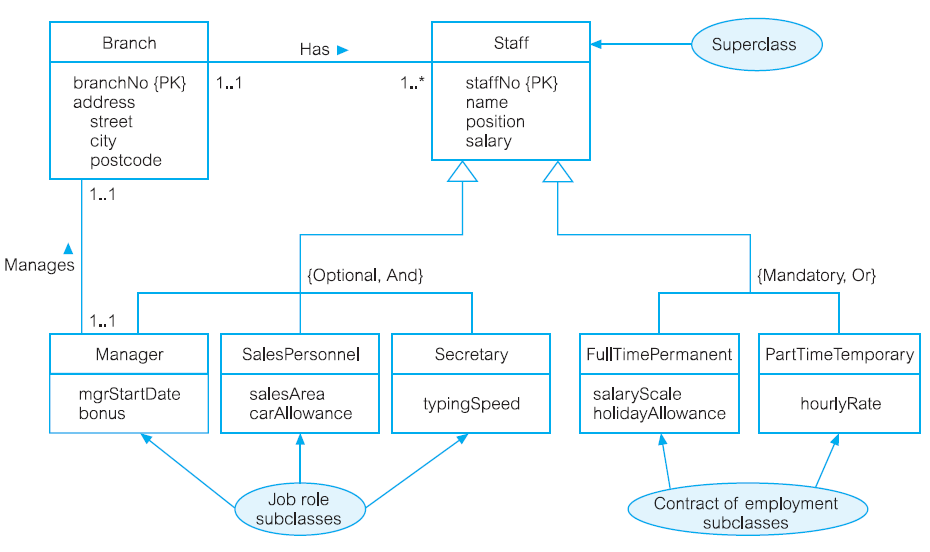 Branch
branchNo {PK}
address
street
city
postcode
Has ►
1..1
1..*
Staff
staffNo {PK}
name
position
salary
Superclass
1..1
▲
Manages
1..1
{Optional, And}
{Mandatory, Or}
Manager
mgrStartDate
bonus
SalesPersonnel
salesArea
carAllowance
Secretary
typingSpeed
FullTimePermanent
salaryScale
holidayAllowance
PartTimeTemporary
hourlyRate
Job role
subclasses
Contract of employment
subclasses